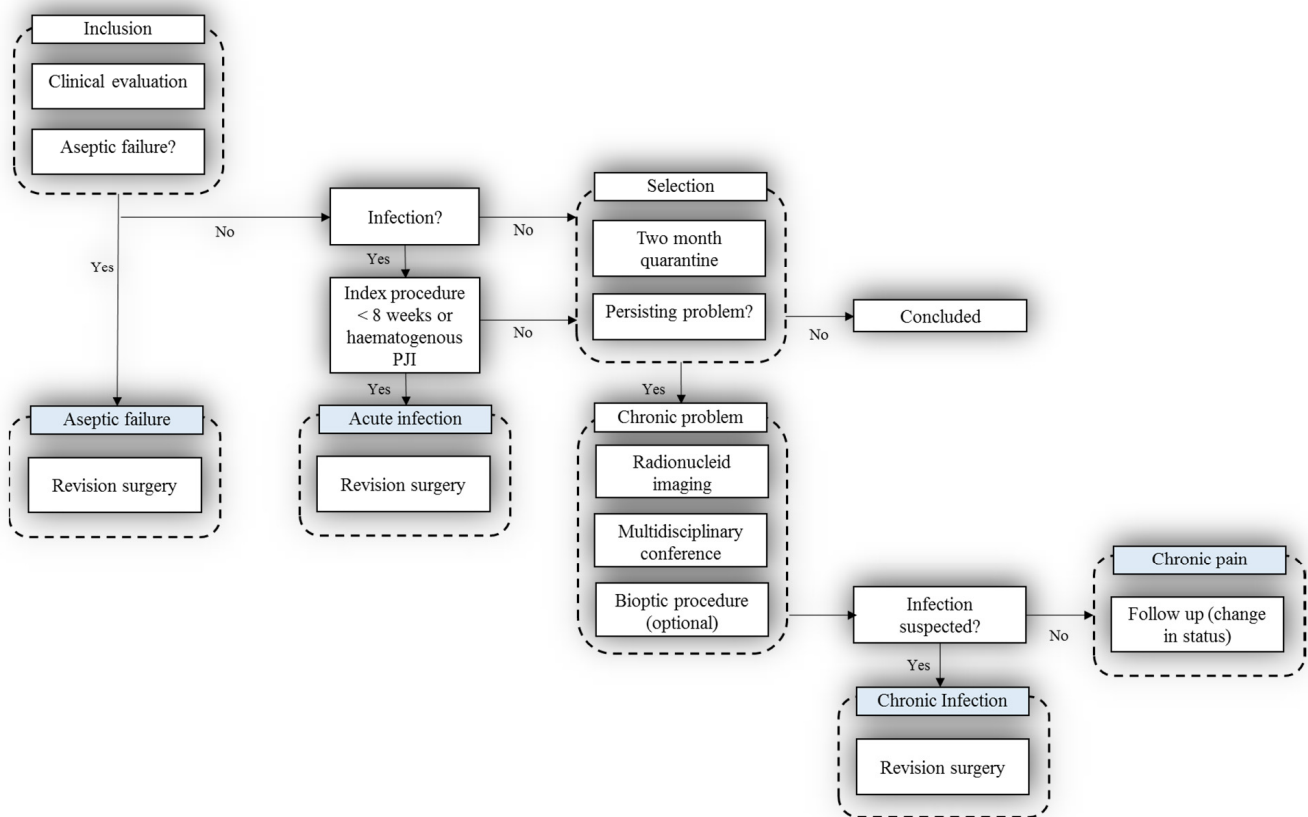 Inclusion
Clinical evaluation
Aseptic failure?
Yes
No
Infection?
No
Yes
Index procedure
< 8 weeks or
haematogenous
PJI
No
Yes
Selection
Two month
quarantine
Persisting problem?
No
Concluded
Yes
Aseptic failure
Revision surgery
Acute infection
Revision surgery
Chronic problem
Radionucleid
imaging
Multidisciplinary
conference
Bioptic procedure
(optional)
Infection
suspected?
No
Yes
Chronic pain
Follow up (change
in status)
Chronic Infection
Revision surgery